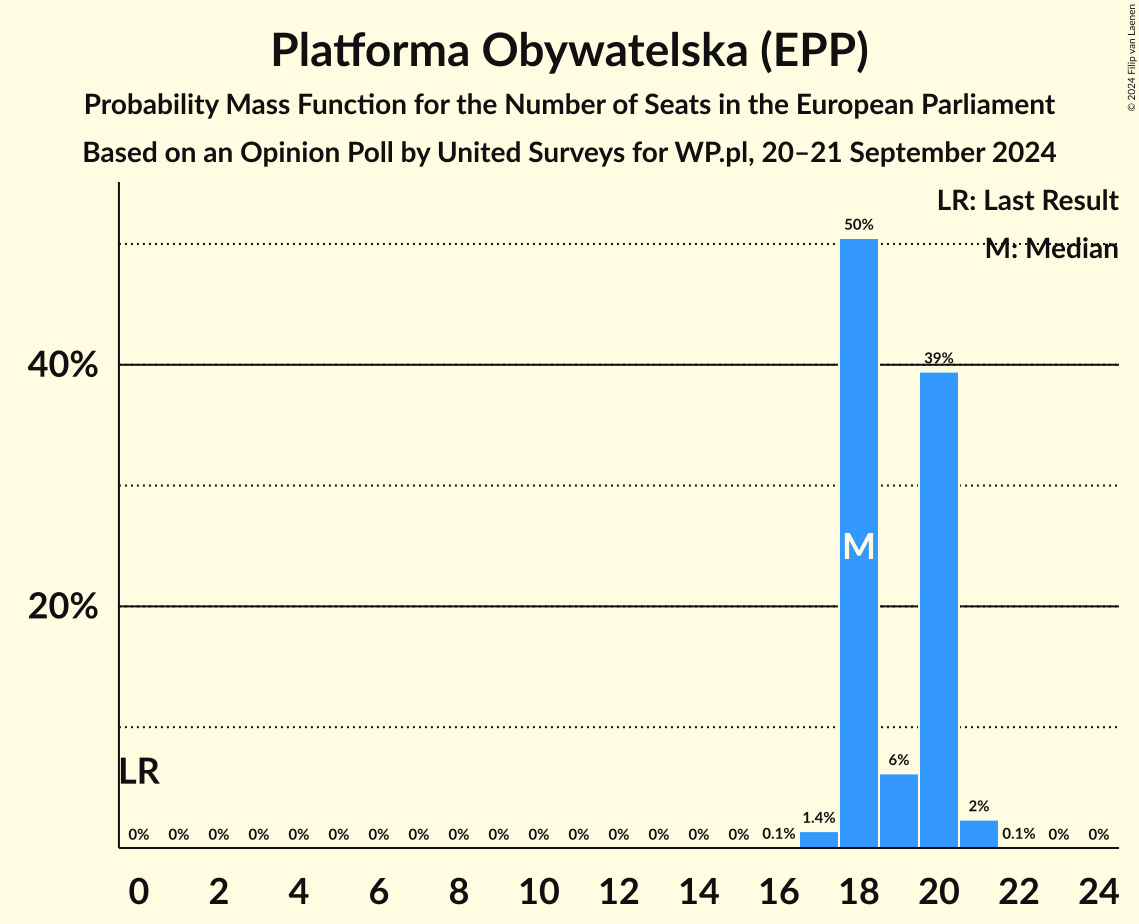 Platforma Obywatelska (EPP)
Probability Mass Function for the Number of Seats in the European Parliament
Based on an Opinion Poll by United Surveys for WP.pl, 20–21 September 2024
© 2024 Filip van Laenen
LR: Last Result
M: Median
50%
39%
40%
M
20%
6%
LR
2%
1.4%
0% 0% 0% 0% 0% 0% 0% 0% 0% 0% 0% 0% 0% 0% 0% 0% 0.1% 0.1% 0% 0%
0 2 4 6 8 10 12 14 16 18 20 22 24